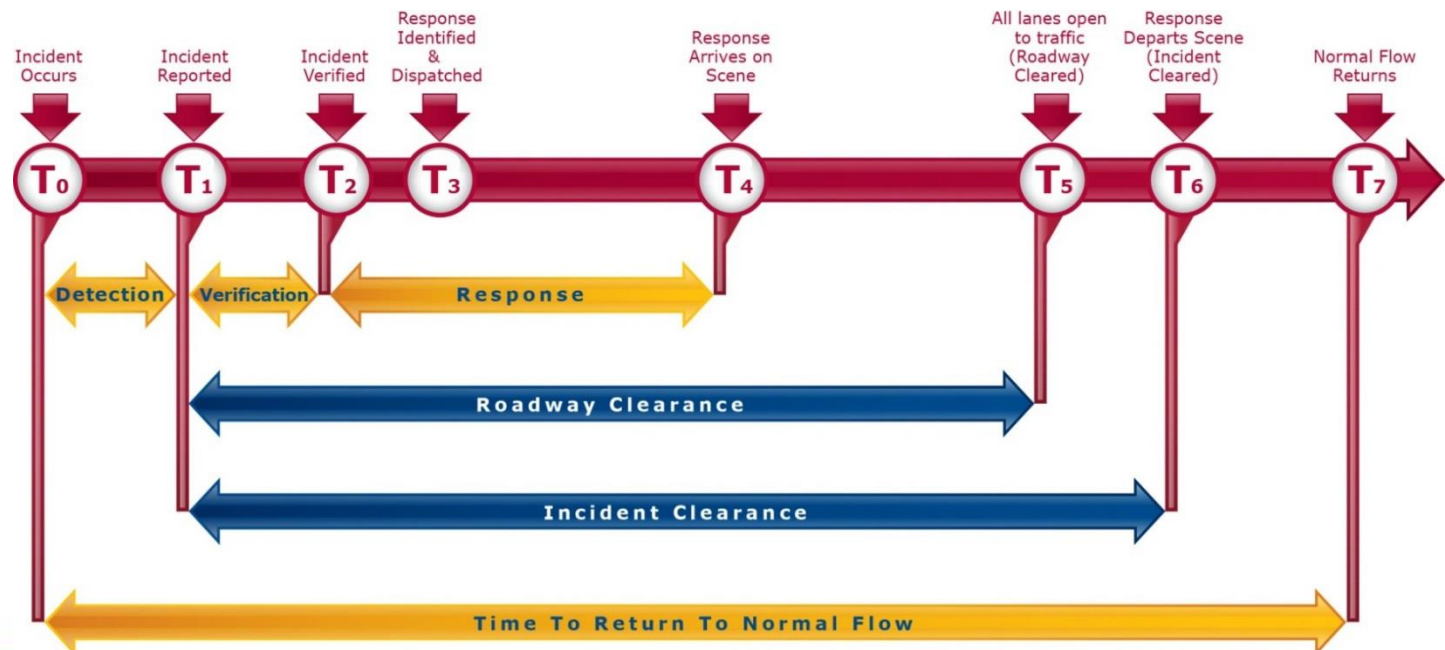 Incident
Occurs
Incident
Reported
Incident
Verified
Response
Identified
&
Dispatched
Response
Arrives on
Scene
All lanes open
to traffic
(Roadway
Cleared)
Response
Departs Scene
(Incident
Cleared)
Normal Flow
Returns
T0
T1
T2
T3
T4
T5
T6
T7
Detection
Verification
Response
Roadway Clearance
Incident Clearance
Time To Return To Normal Flow